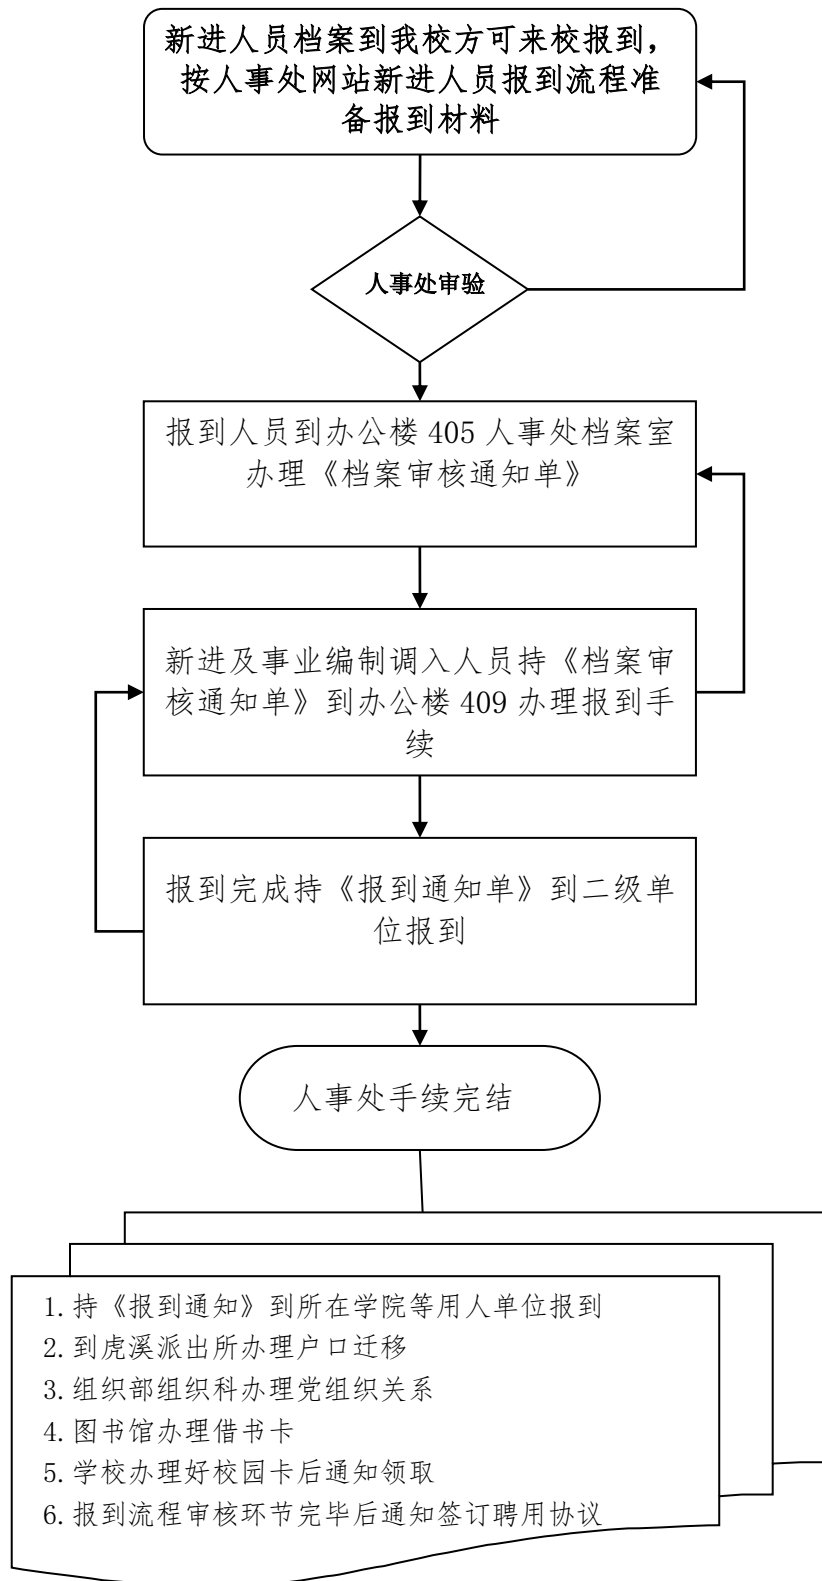 新进人员档案到我校方可来校报到，
按人事处网站新进人员报到流程准
备报到材料
人事处审验
报到人员到办公楼 405 人事处档案室
办理《档案审核通知单》
新进及事业编制调入人员持《档案审
核通知单》到办公楼 409 办理报到手
续
报到完成持《报到通知单》到二级单
位报到
人事处手续完结
1. 持《报到通知》到所在学院等用人单位报到
2. 到虎溪派出所办理户口迁移
3. 组织部组织科办理党组织关系
4. 图书馆办理借书卡
5. 学校办理好校园卡后通知领取
6. 报到流程审核环节完毕后通知签订聘用协议